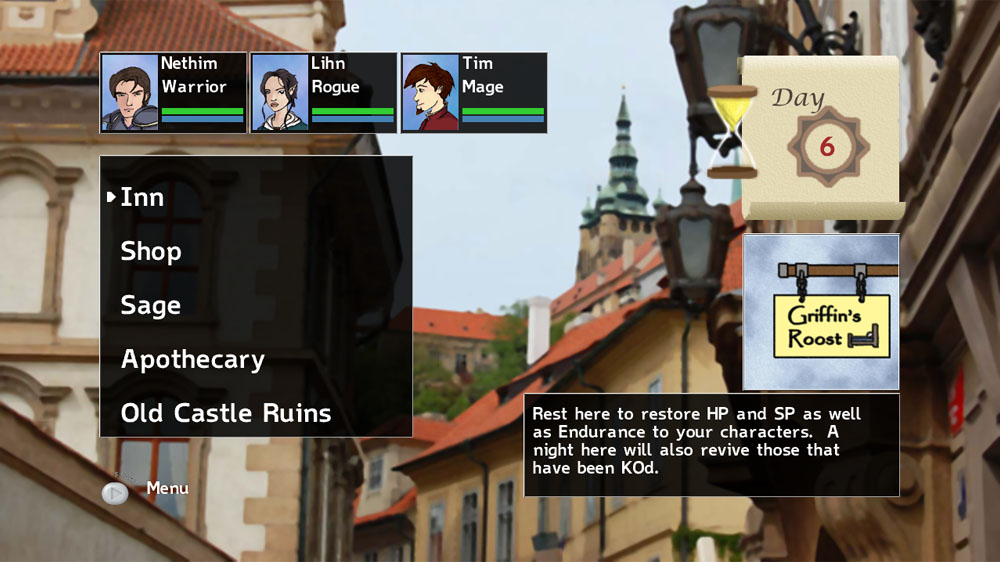 Nethim
Warrior
Lihn
Rogue
Tim
Mage
Day
6
Inn
Shop
Sage
Apothecary
Old Castle Ruins
Griffin's
Roost
Rest here to restore HP and SP as well
as Endurance to your characters. A
night here will also revive those that
have been KOd.
Menu